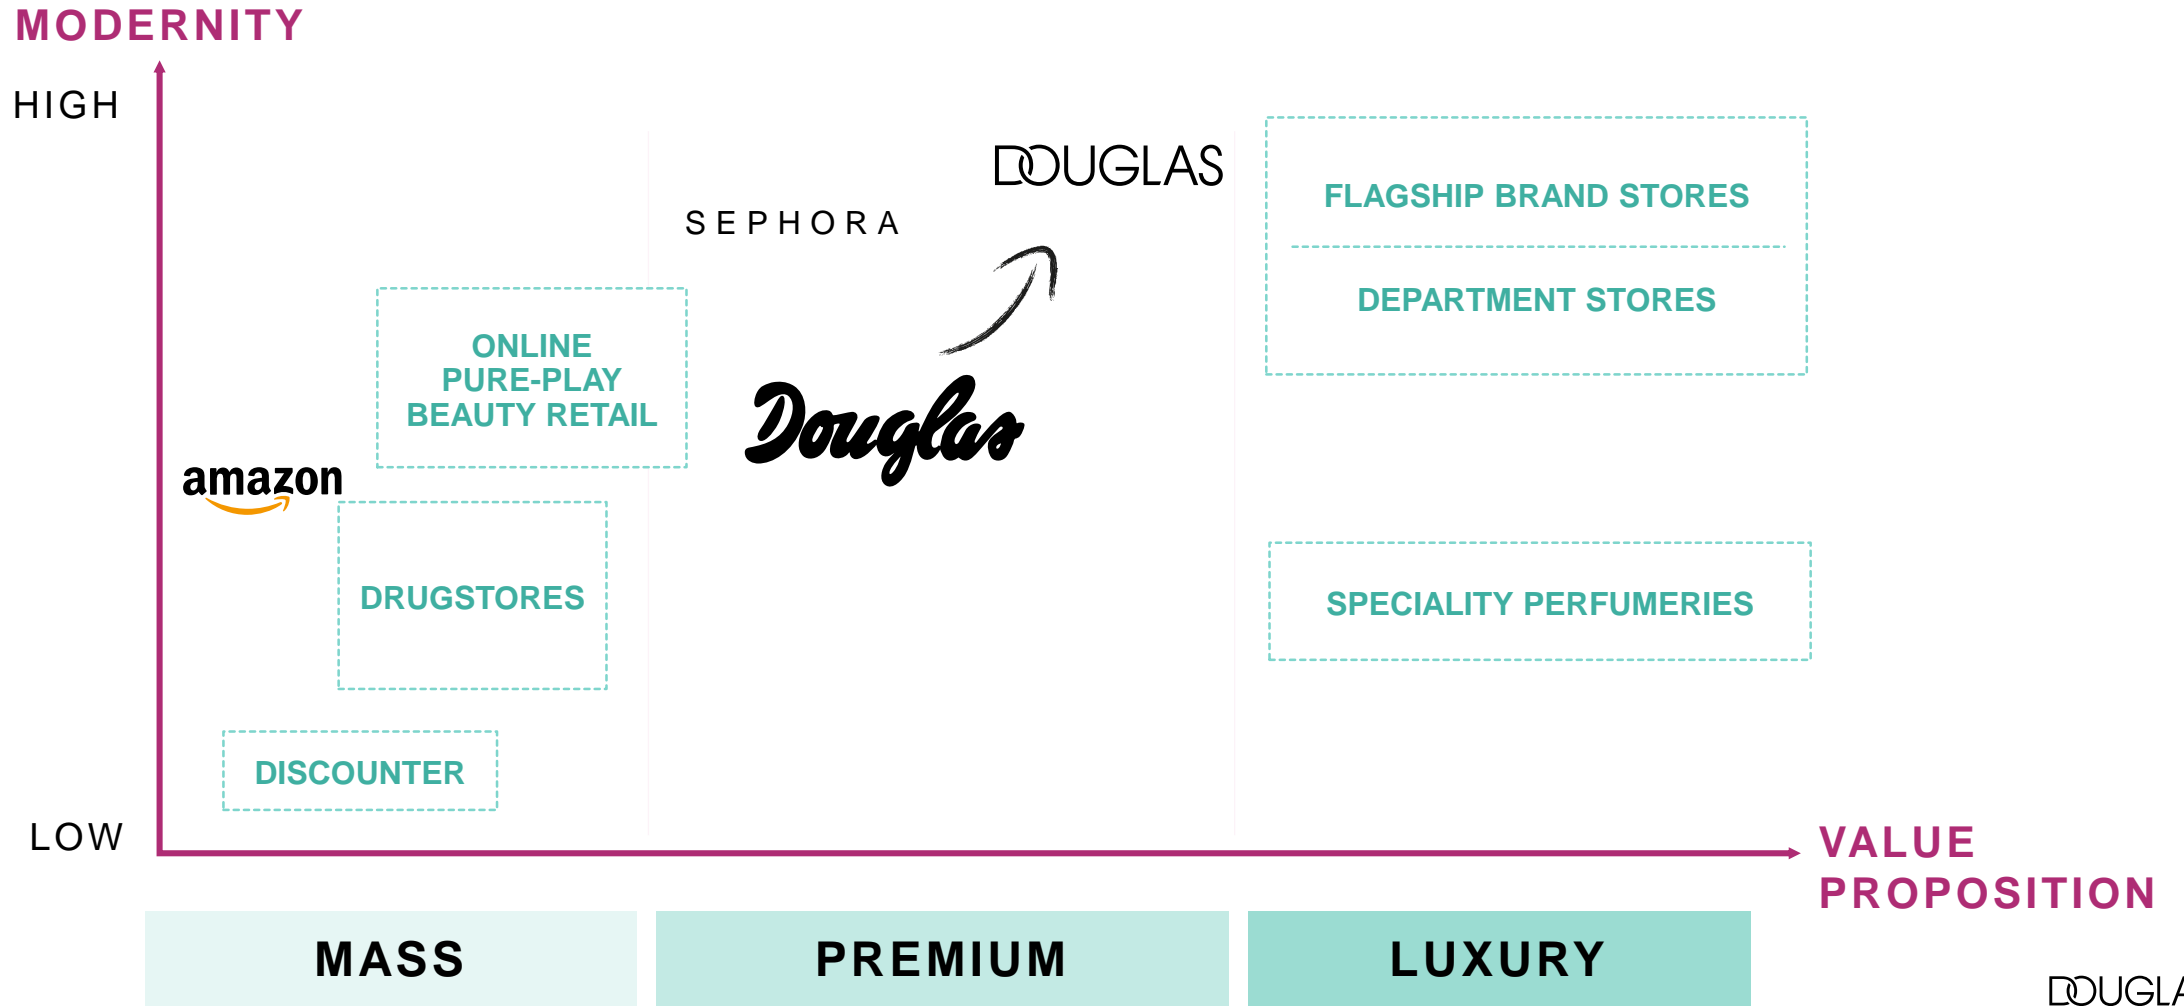 MODERNITY
HIGH
DOUGLAS
SEPHORA
FLAGSHIP BRAND STORES
DEPARTMENT STORES
ONLINE
PURE-PLAY
BEAUTY RETAIL
Douglas
amazon
DRUGSTORES
SPECIALITY PERFUMERIES
DISCOUNTER
LOW
VALUE
PROPOSITION
MASS
PREMIUM
LUXURY
DOUGLA